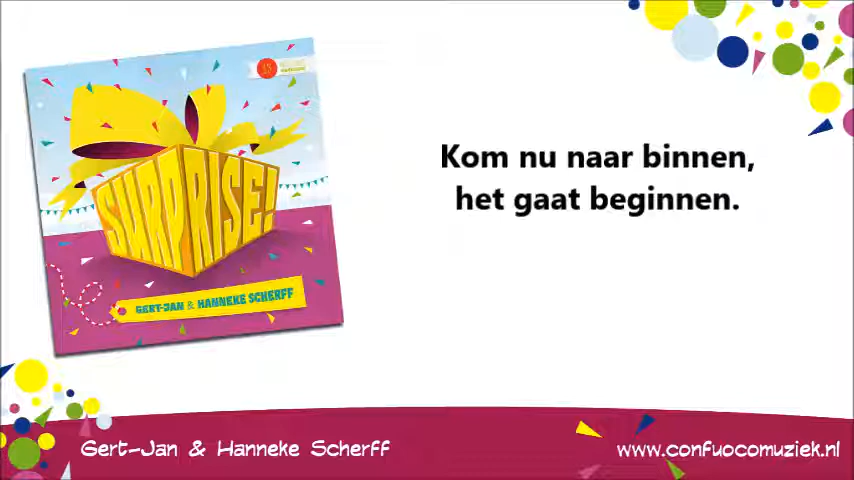 Kom nu naar binnen,
het gaat beginnen.
SURPRISE!
GERT-JAN & HANNEKE SCHERFF
Gert-Jan & Hanneke Scherff
www.confuocomuziek.nl